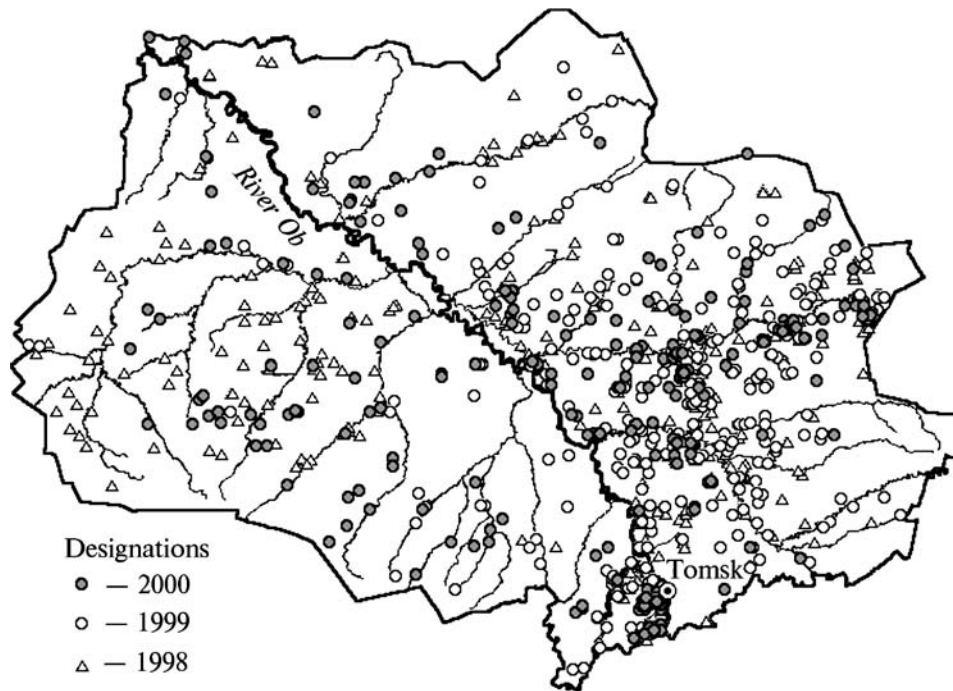 River Ob
Tomsk
Designations
— 2000
— 1999
— 1998